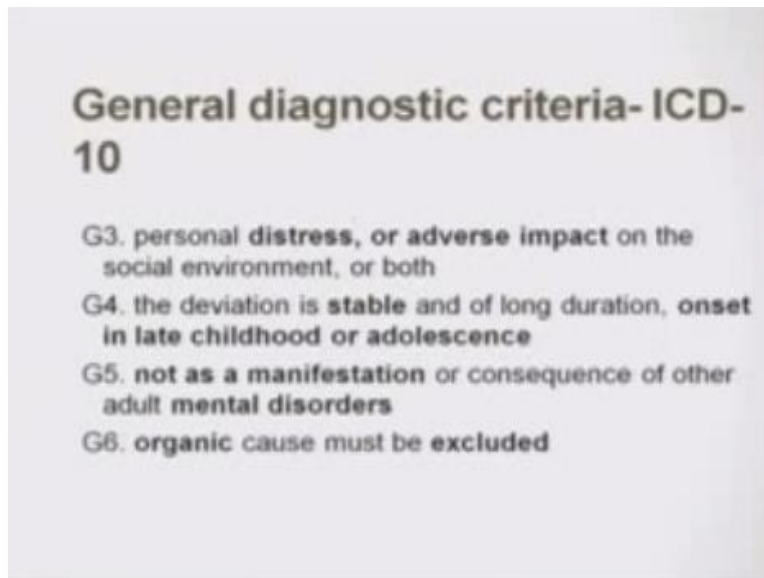 General diagnostic criteria- ICD-
10
G3. personal distress, or adverse impact on the
social environment, or both
G4. the deviation is stable and of long duration, onset
in late childhood or adolescence
G5. not as a manifestation or consequence of other
adult mental disorders
G6. organic cause must be excluded